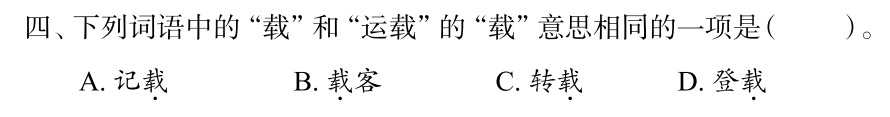 四、下列词语中的“载”和“运载”的“载”意思相同的一项是(　　)。
A. 记载　　B. 载客　　C. 转载　　D. 登载